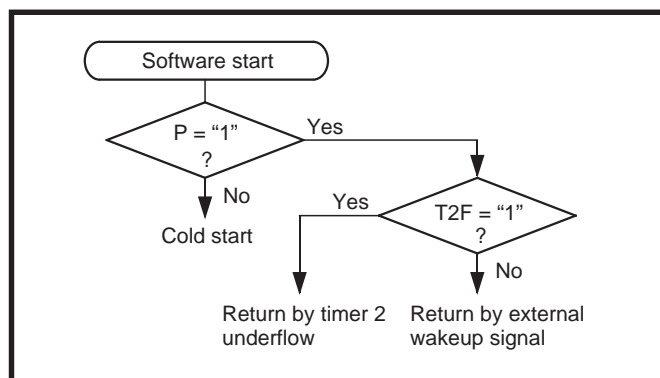 Software start
P = “1”
?
Yes
No
Cold start
Yes
T2F = “1”
?
No
Return by timer 2
underflow
Return by external
wakeup signal